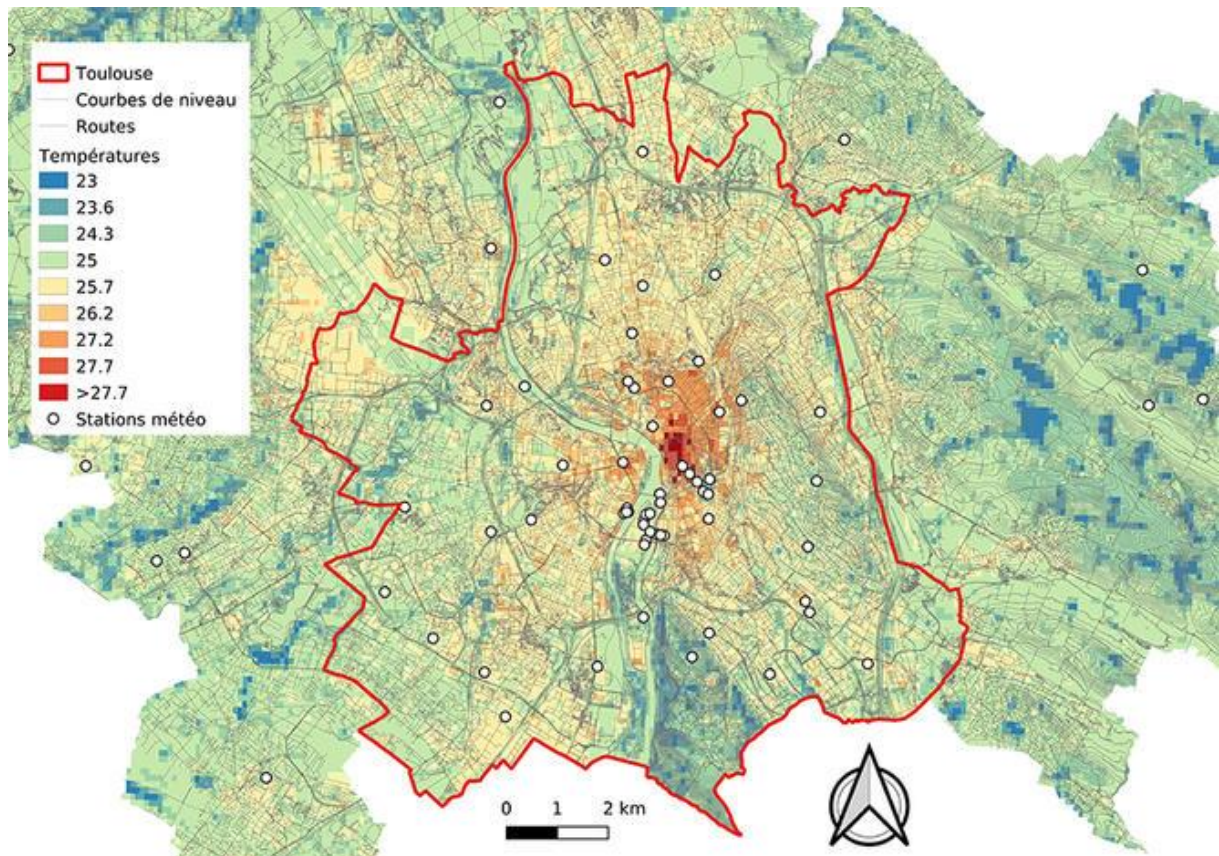 Toulouse
Courbes de niveau
Routes
Températures
23
23.6
24.3
25
25.7
26.2
27.2
27.7
>27.7
Stations météo
0 1 2 km